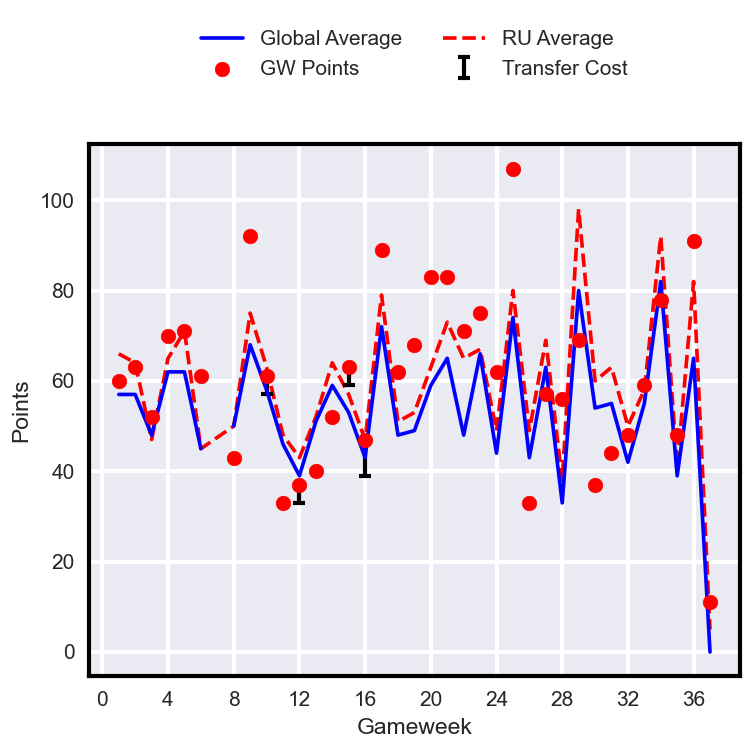 Global Average
RU Average
GW Points
Transfer Cost
Points
100
80
60
40
20
0
0 4 8 12 16 20 24 28 32 36
Gameweek